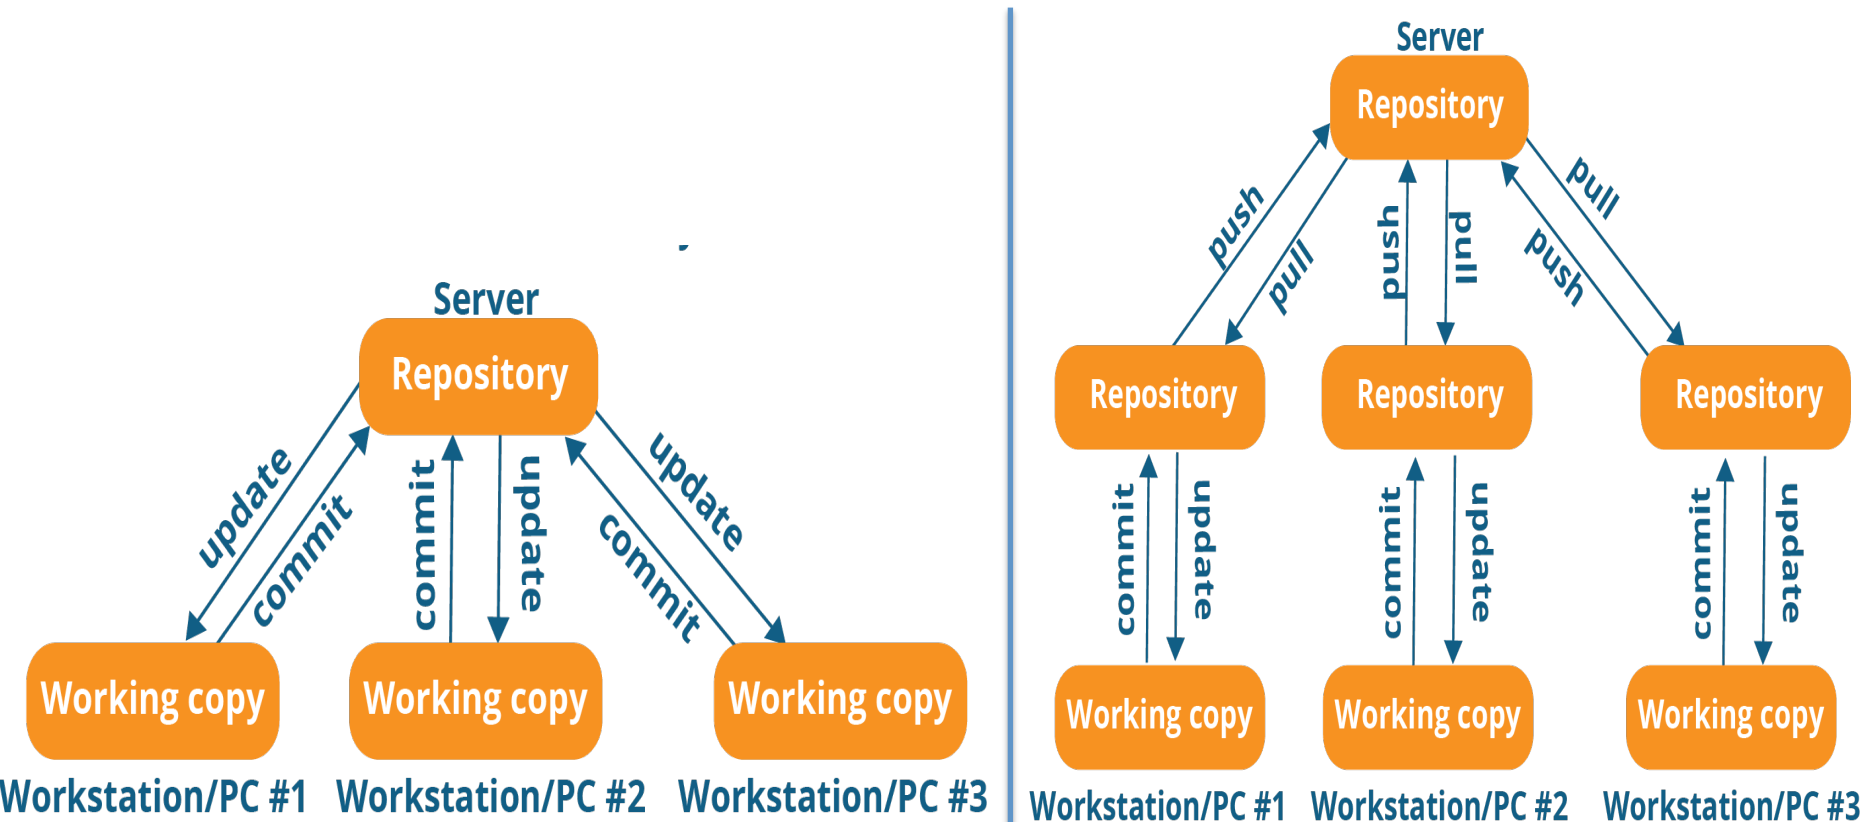 Server
Repository
update
commit
commit
update
update
commit
Working copy
Working copy
Working copy
Workstation/PC #1
Workstation/PC #2
Workstation/PC #3
Server
Repository
push
pull
push
pull
pull
push
Repository
Repository
Repository
commit
update
commit
update
commit
update
Working copy
Working copy
Working copy
Workstation/PC #1
Workstation/PC #2
Workstation/PC #3